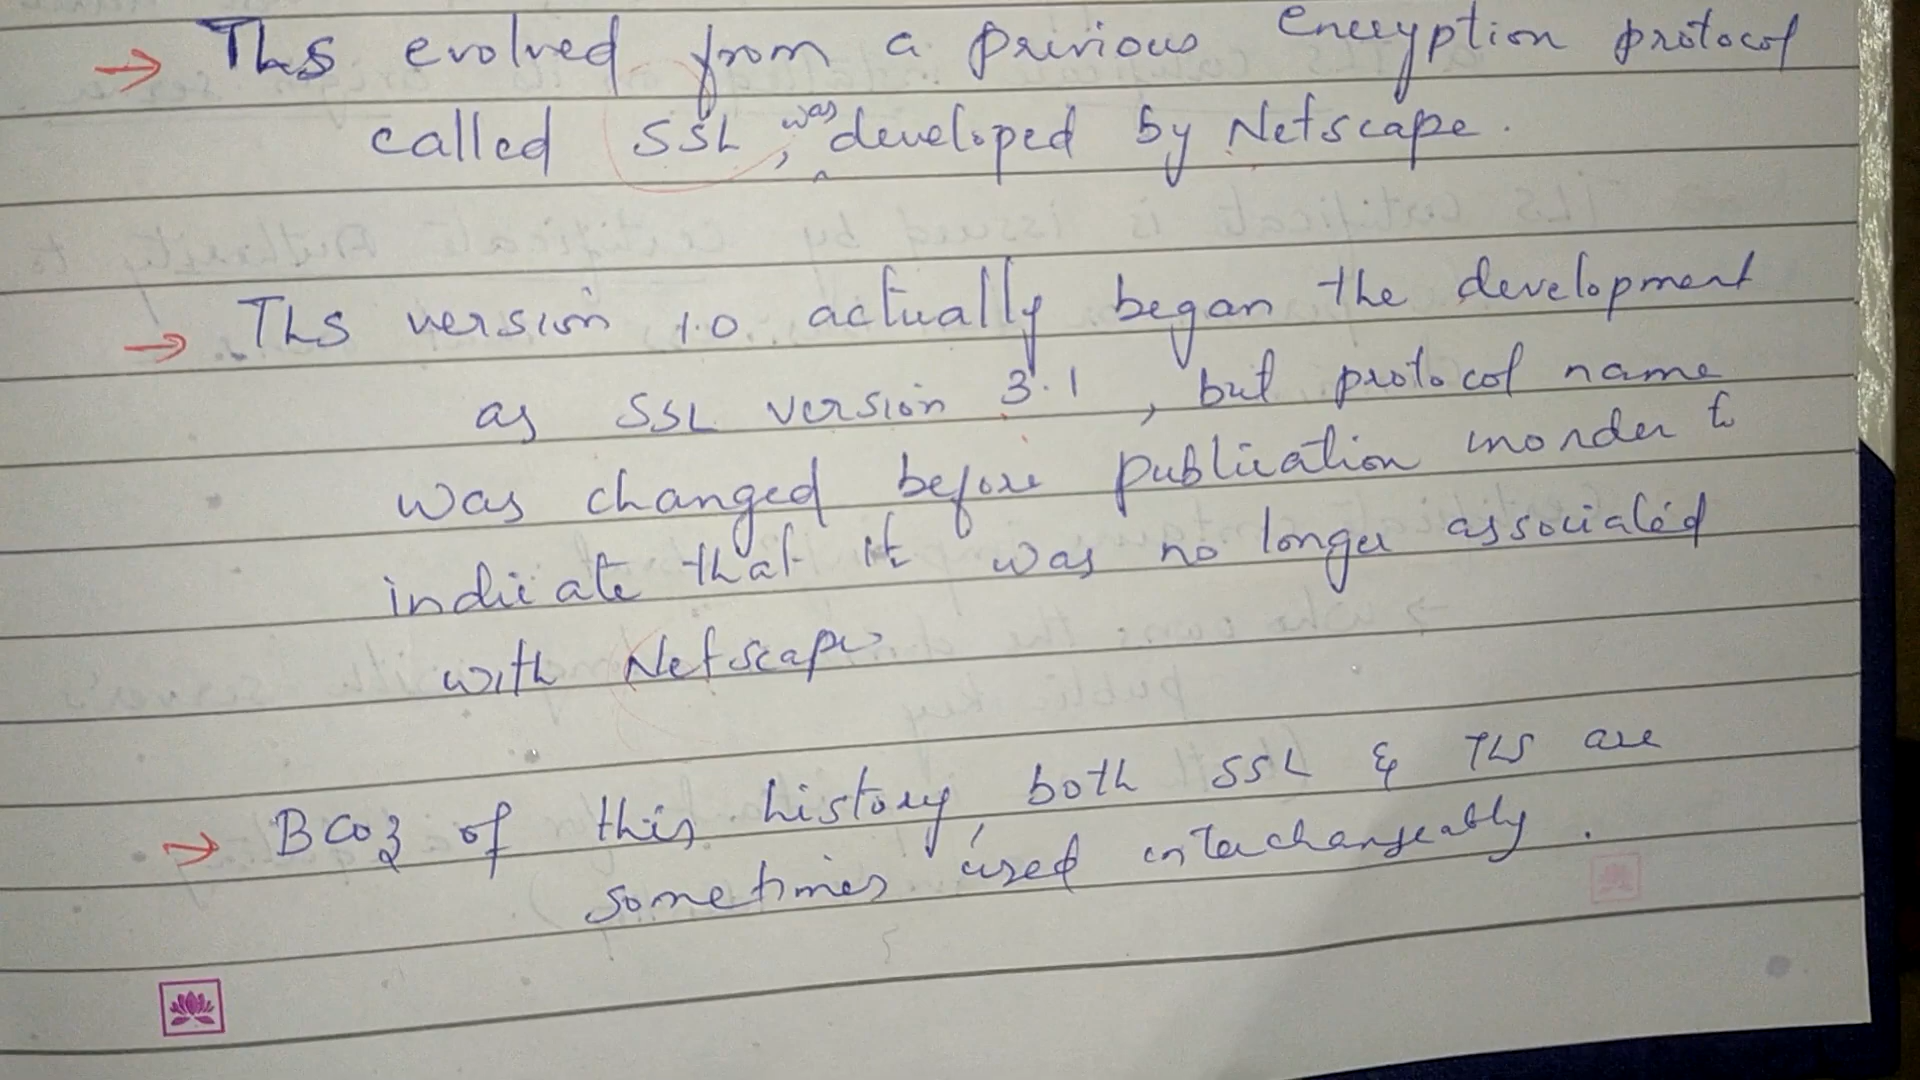 → TLS evolved from a previous encryption protocol
called SSL, was developed by Netscape.
→ TLS version 1.0 actually began the development
as SSL version 3.1, but protocol name
was changed before publication inorder to
indicate that it was no longer associated
with Netscape
→ BCoz of this history, both SSL & TLS are
sometimes used interchangeably.